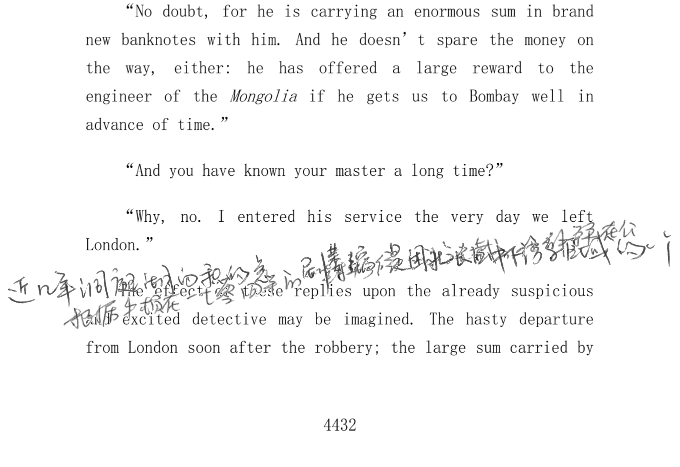 “No doubt, for he is carrying an enormous sum in brand
new banknotes with him. And he doesn’t spare the money on
the way, either: he has offered a large reward to the
engineer of the Mongolia if he gets us to Bombay well in
advance of time.”
“And you have known your master a long time?”
“Why, no. I entered his service the very day we left
London.”
近几年
The effect of these replies upon the already suspicious
and excited detective may be imagined. The hasty departure
from London soon after the robbery; the large sum carried by
4432